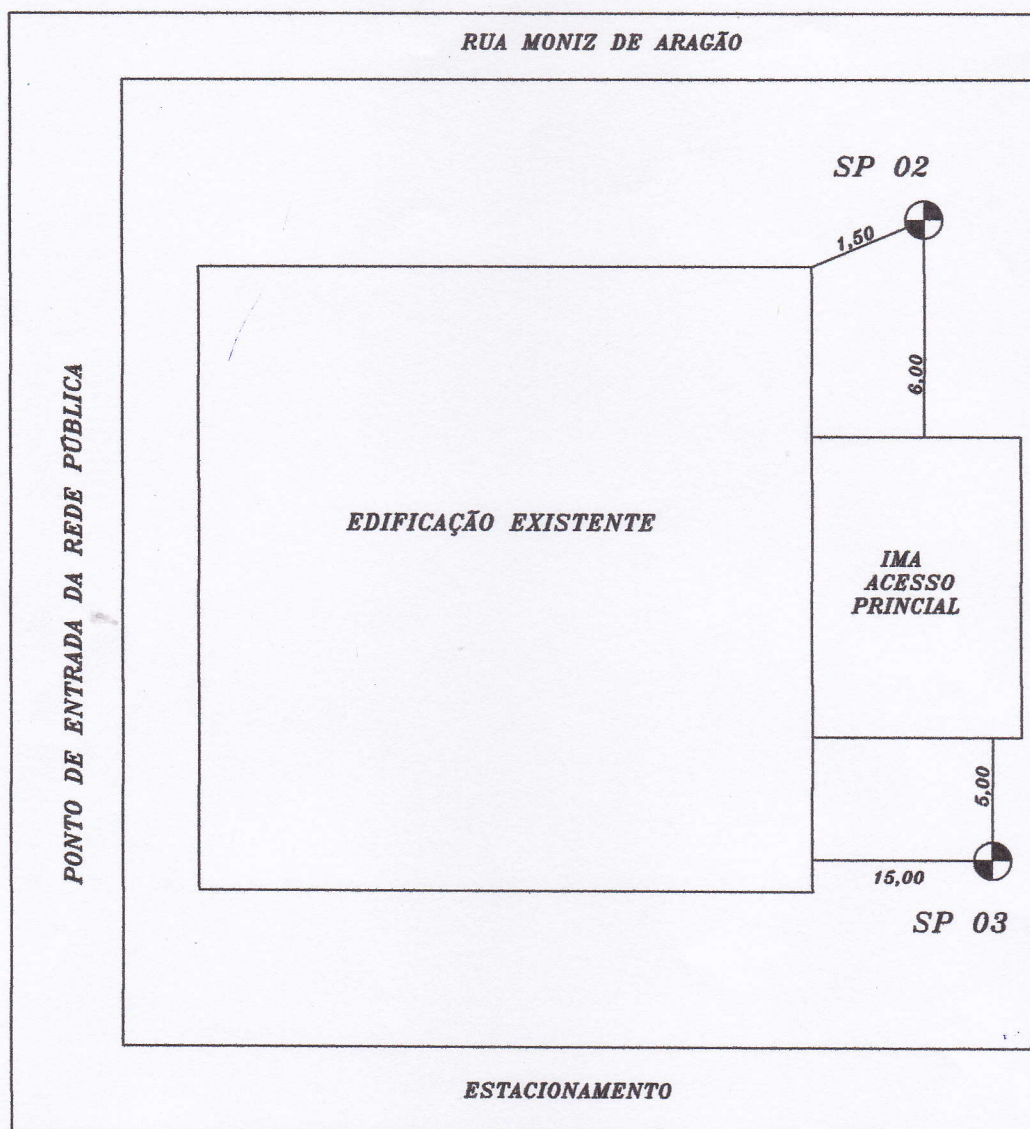 RUA MONIZ DE ARAGÃO
SP 02
1,50
6,00
PONTO DE ENTRADA DA REDE PÚBLICA
EDIFICAÇÃO EXISTENTE
IMA
ACESSO
PRINCIAL
5,00
15,00
SP 03
ESTACIONAMENTO